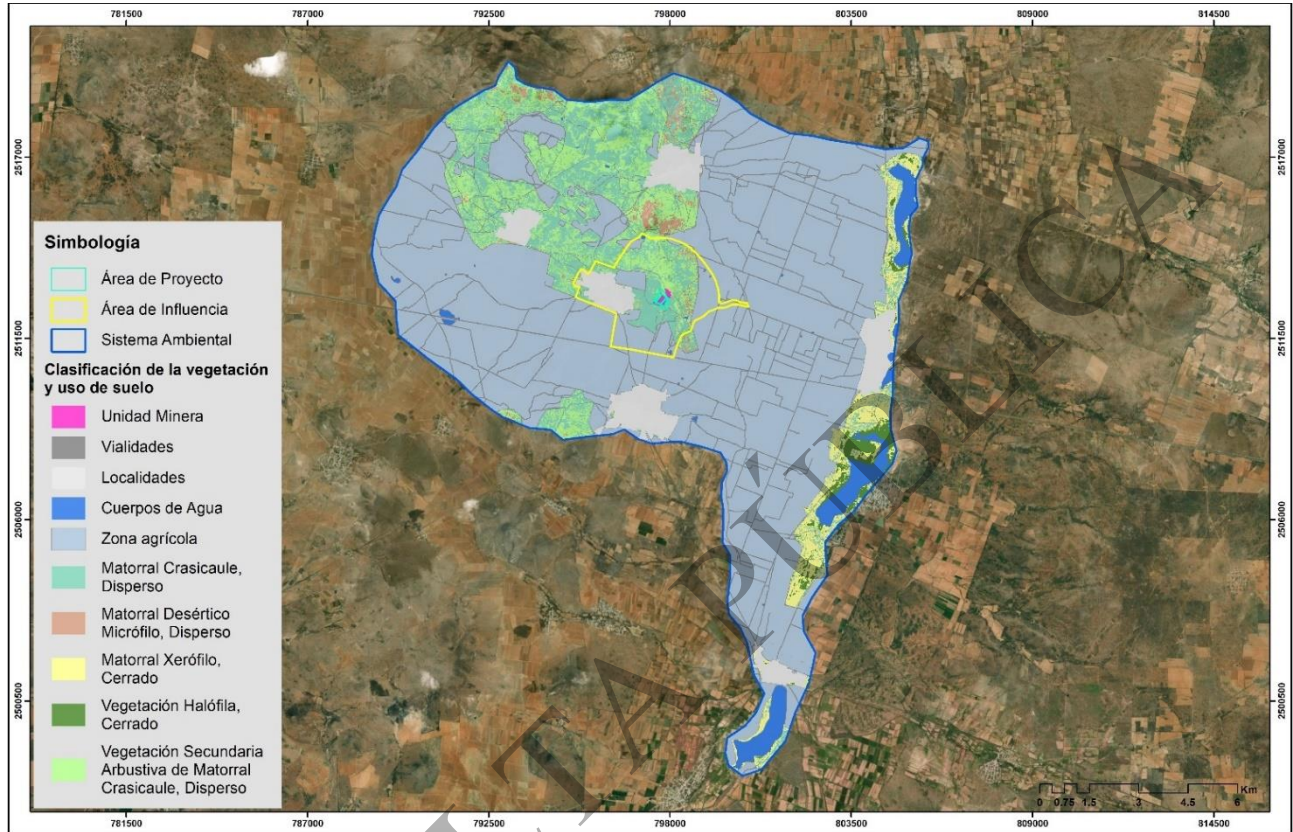 781500 787000 792500 798000 803500 809000 814500
2517000 2517000
2511500 2511500
2506000 2506000
2500500 2500500
Simbología
Área de Proyecto
Área de Influencia
Sistema Ambiental
Clasificación de la vegetación
y uso de suelo
Unidad Minera
Vialidades
Localidades
Cuerpos de Agua
Zona agrícola
Matorral Crasicaule,
Disperso
Matorral Desértico
Micrófilo, Disperso
Matorral Xerófilo,
Cerrado
Vegetación Halófila,
Cerrado
Vegetación Secundaria
Arbustiva de Matorral
Crasicaule, Disperso
TA PÚBLICA
Km
0 0.75 1.5 3 4.5 6
781500 787000 792500 798000 803500 809000 814500